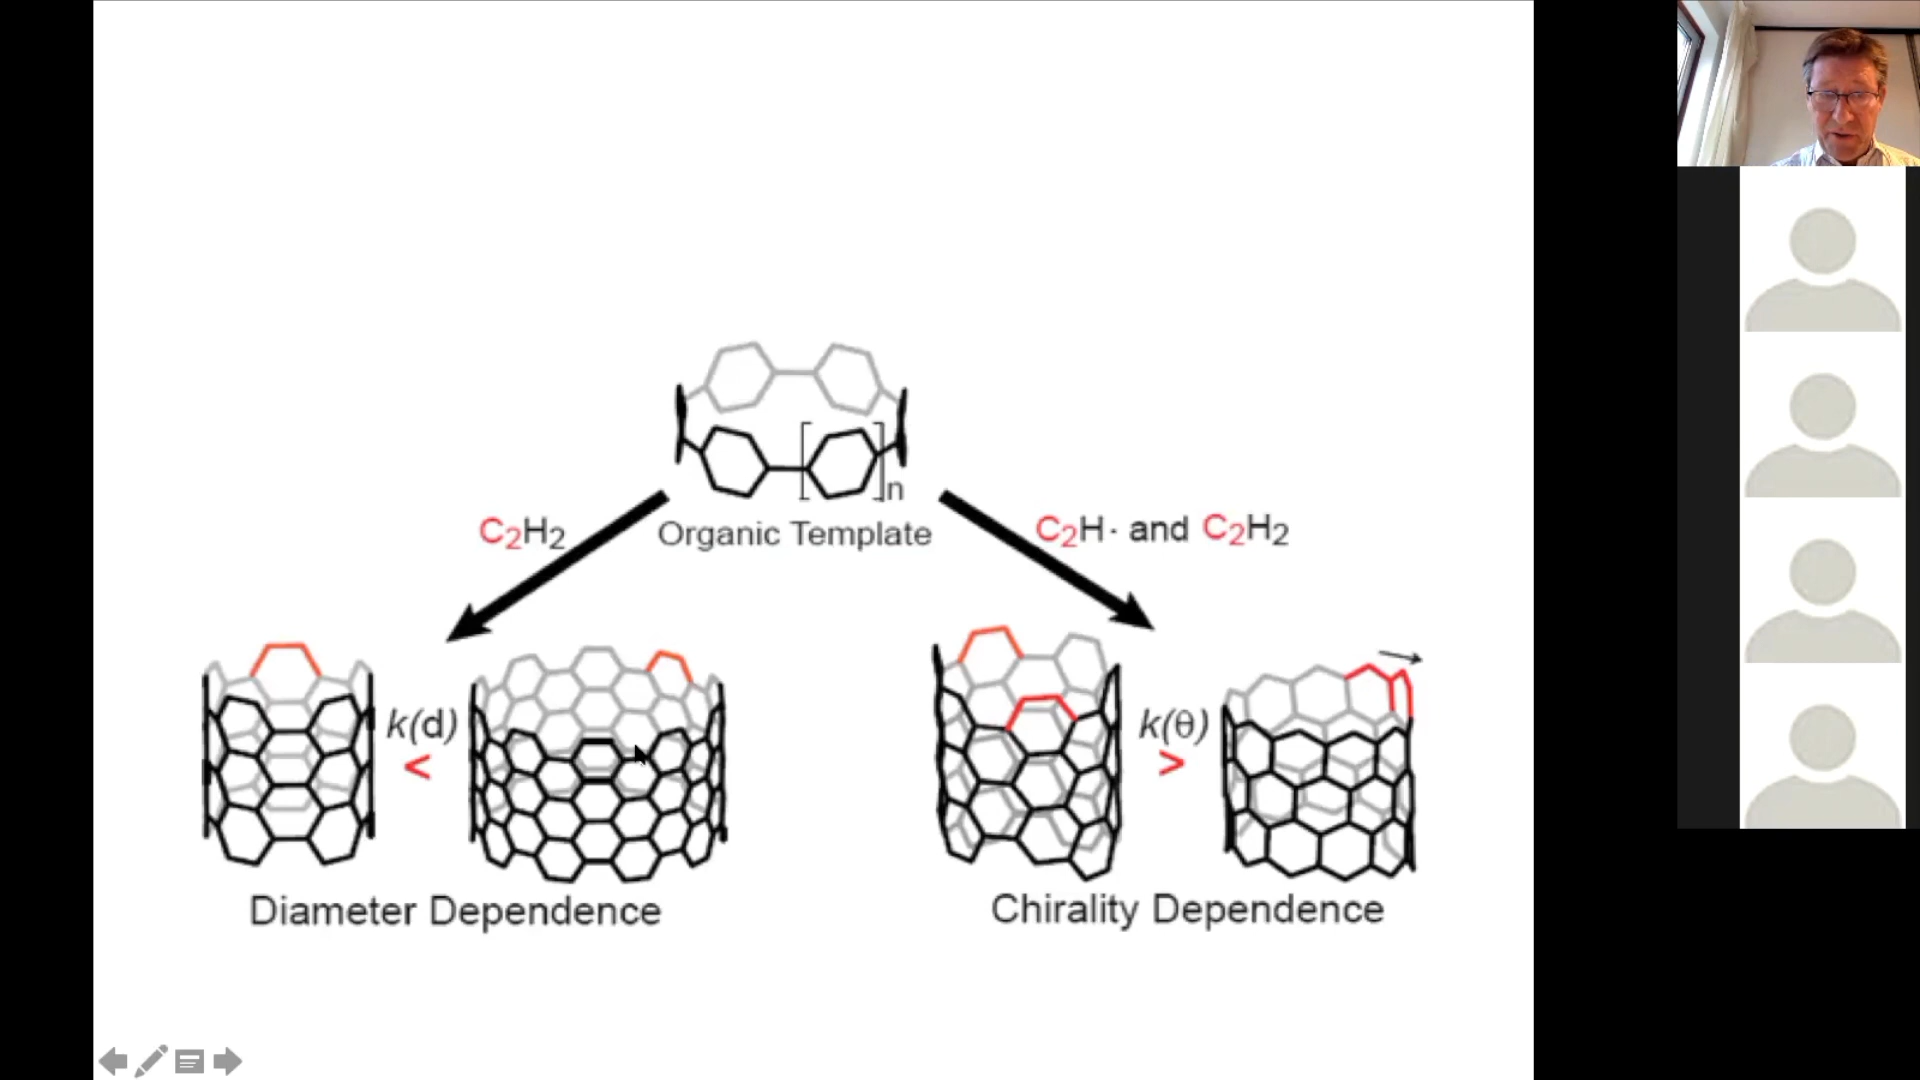 n
C2H2
Organic Template
C2H· and C2H2
k(d)
<
k(θ)
>
Diameter Dependence
Chirality Dependence